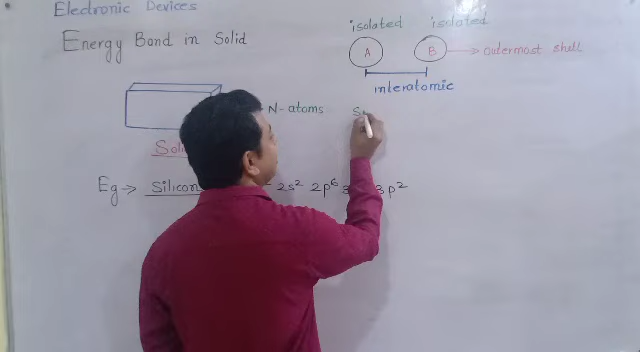 Electronic Devices
Energy Bond in Solid
isolated isolated
A B → outermost shell
interatomic
N-atoms
Eg → Silicon 2s² 2p⁶ 3p²